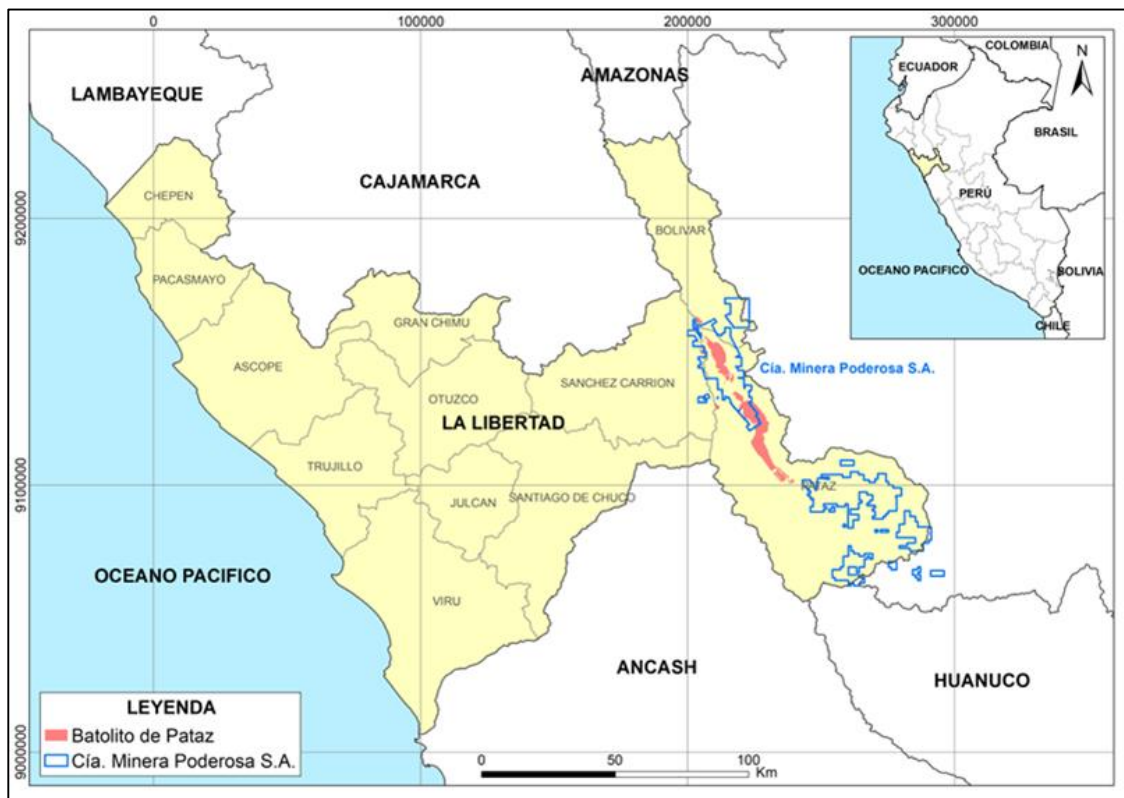 0
100000
200000
300000
9200000
9100000
9000000
LAMBAYEQUE
AMAZONAS
CAJAMARCA
CHEPEN
PACASMAYO
BOLIVAR
GRAN CHIMU
ASCOPE
SANCHEZ CARRION
OTUZCO
LA LIBERTAD
TRUJILLO
JULCAN
SANTIAGO DE CHUCO
PATAZ
VIRU
OCEANO PACIFICO
ANCASH
HUANUCO
Cía. Minera Poderosa S.A.
COLOMBIA
ECUADOR
N
BRASIL
PERÚ
OCEANO PACIFICO
BOLIVIA
CHILE
LEYENDA
Batolito de Pataz
Cía. Minera Poderosa S.A.
0
50
100
Km